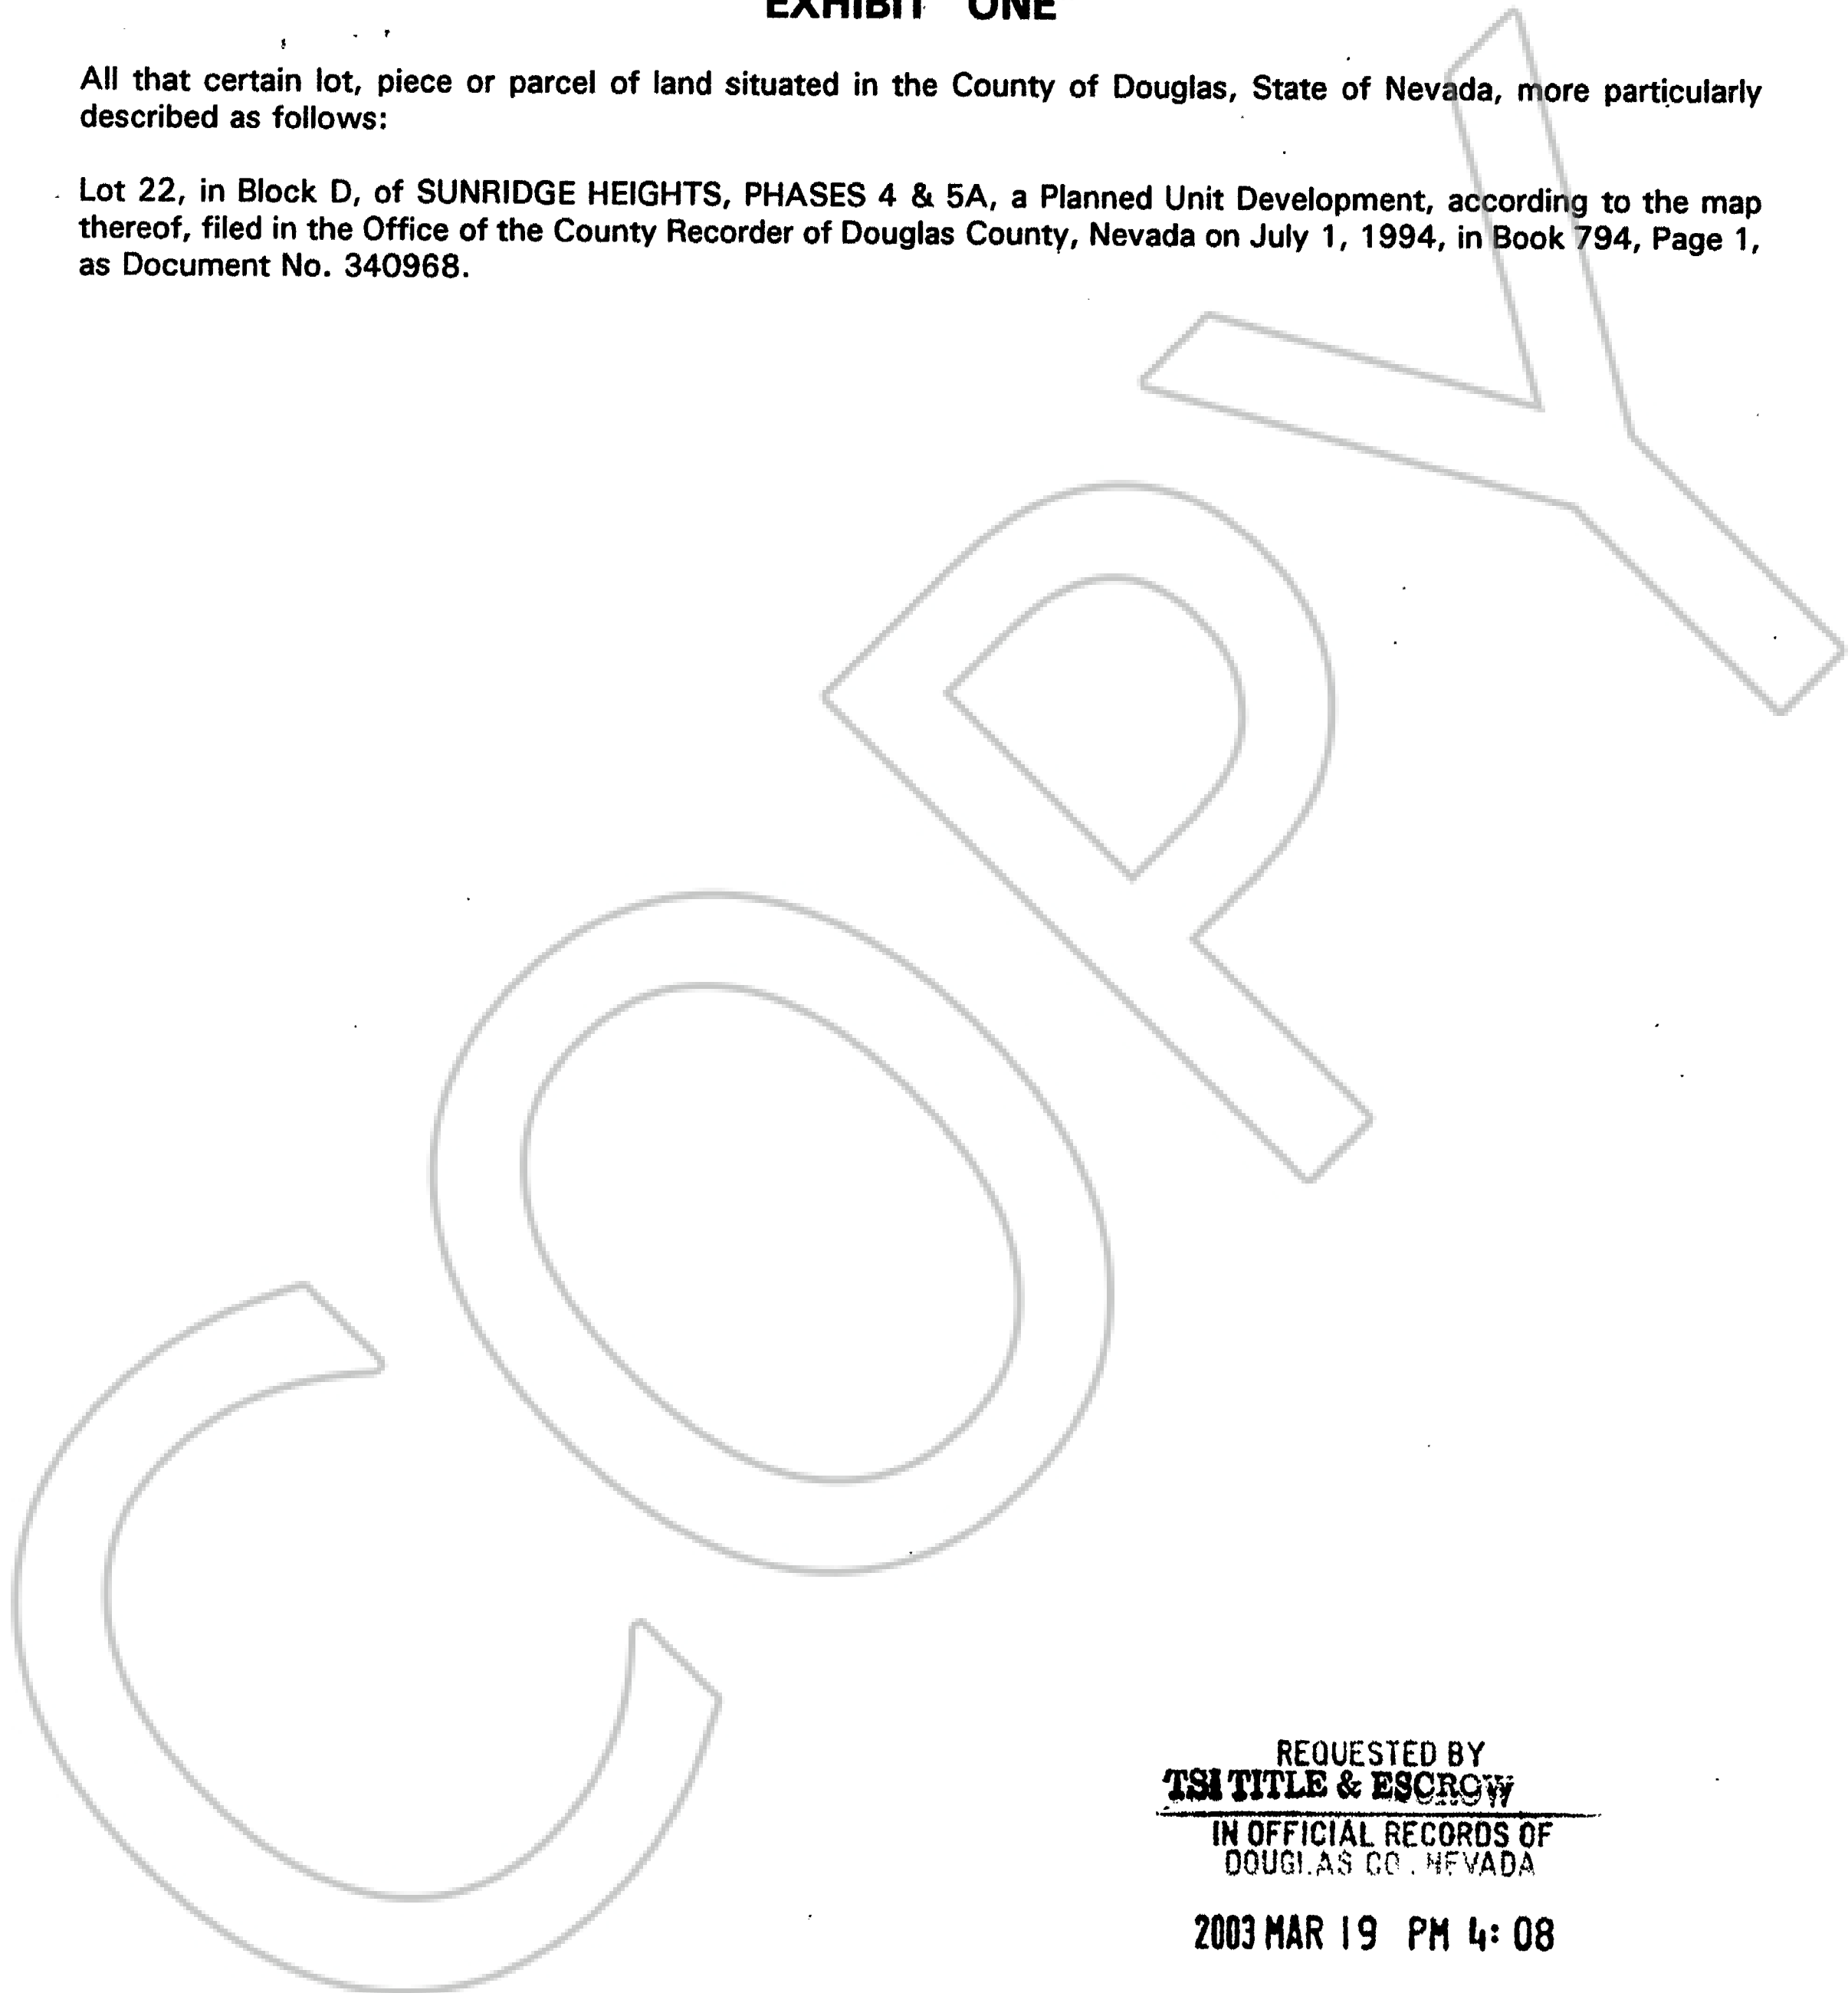 EXHIBIT ONE
All that certain lot, piece or parcel of land situated in the County of Douglas, State of Nevada, more particularly
described as follows:
Lot 22, in Block D, of SUNRIDGE HEIGHTS, PHASES 4 & 5A, a Planned Unit Development, according to the map
thereof, filed in the Office of the County Recorder of Douglas County, Nevada on July 1, 1994, in Book 794, Page 1,
as Document No. 340968.
COPY
REQUESTED BY
TSI TITLE & ESCROW
IN OFFICIAL RECORDS OF
DOUGLAS CO. NEVADA
2003 MAR 19 PM 4: 08